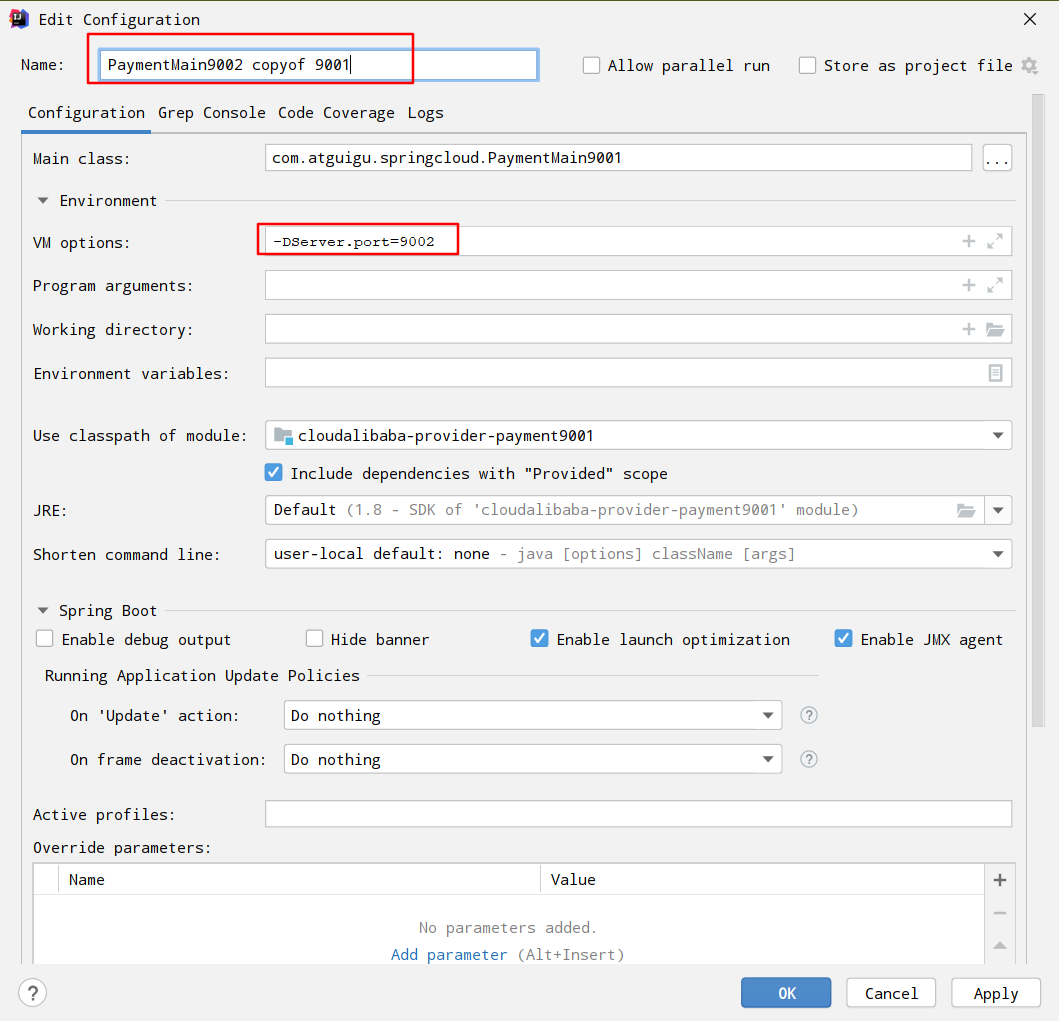 Edit Configuration
Name: PaymentMain9002 copyof 9001 Allow parallel run Store as project file
Configuration Grep Console Code Coverage Logs
Main class: com.atguigu.springcloud.PaymentMain9001 ...
Environment
VM options: -DServer.port=9002
Program arguments:
Working directory:
Environment variables:
Use classpath of module: cloudalibaba-provider-payment9001
Include dependencies with "Provided" scope
JRE: Default (1.8 - SDK of 'cloudalibaba-provider-payment9001' module)
Shorten command line: user-local default: none - java [options] className [args]
Spring Boot
Enable debug output Hide banner Enable launch optimization Enable JMX agent
Running Application Update Policies
On 'Update' action: Do nothing ?
On frame deactivation: Do nothing ?
Active profiles:
Override parameters:
Name Value
No parameters added.
Add parameter (Alt+Insert)
? OK Cancel Apply